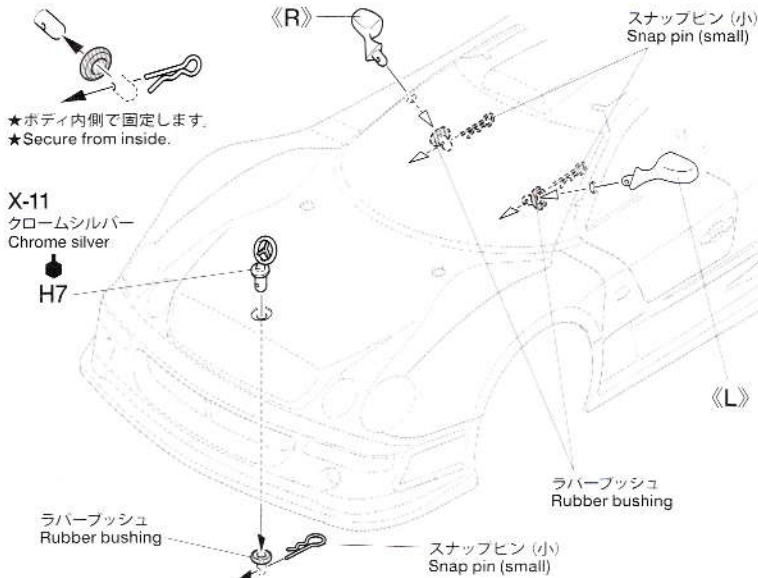 《R》
スナップピン (小)
Snap pin (small)
★ボディ内側で固定します。
★Secure from inside.
X-11
クロームシルバー
Chrome silver
H7
《L》
ラバーブッシュ
Rubber bushing
ラバーブッシュ
Rubber bushing
スナップピン (小)
Snap pin (small)